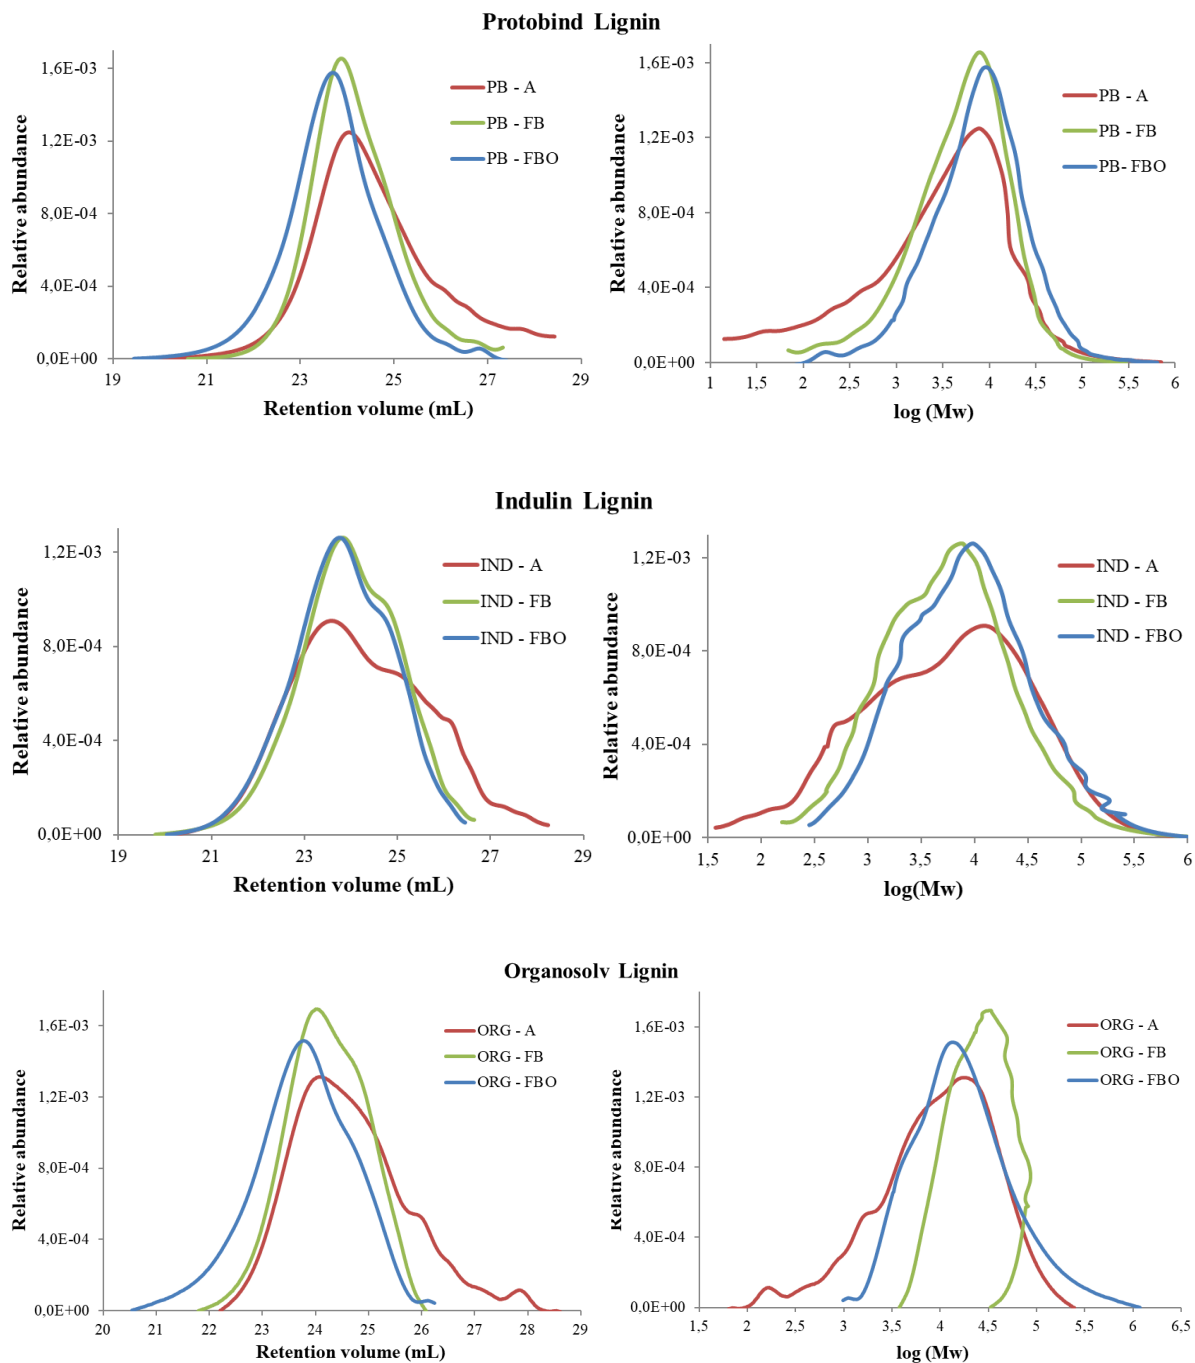 Protobind Lignin
1,6E-03
1,2E-03
8,0E-04
4,0E-04
0,0E+00
Relative abundance
PB - A
PB - FB
PB - FBO
19 21 23 25 27 29
Retention volume (mL)
1,6E-03
1,2E-03
8,0E-04
4,0E-04
0,0E+00
Relative abundance
PB - A
PB - FB
PB- FBO
1 1,5 2 2,5 3 3,5 4 4,5 5 5,5 6
log (Mw)
Indulin Lignin
1,2E-03
8,0E-04
4,0E-04
0,0E+00
Relative abundance
IND - A
IND - FB
IND - FBO
19 21 23 25 27 29
Retention volume (mL)
1,2E-03
8,0E-04
4,0E-04
0,0E+00
Relative abundance
IND - A
IND - FB
IND - FBO
1,5 2 2,5 3 3,5 4 4,5 5 5,5 6
log(Mw)
Organosolv Lignin
1,6E-03
1,2E-03
8,0E-04
4,0E-04
0,0E+00
Relative abundance
ORG - A
ORG - FB
ORG - FBO
20 21 22 23 24 25 26 27 28 29
Retention volume (mL)
1,6E-03
1,2E-03
8,0E-04
4,0E-04
0,0E+00
Relative abundance
ORG - A
ORG - FB
ORG - FBO
1,5 2 2,5 3 3,5 4 4,5 5 5,5 6 6,5
log (Mw)